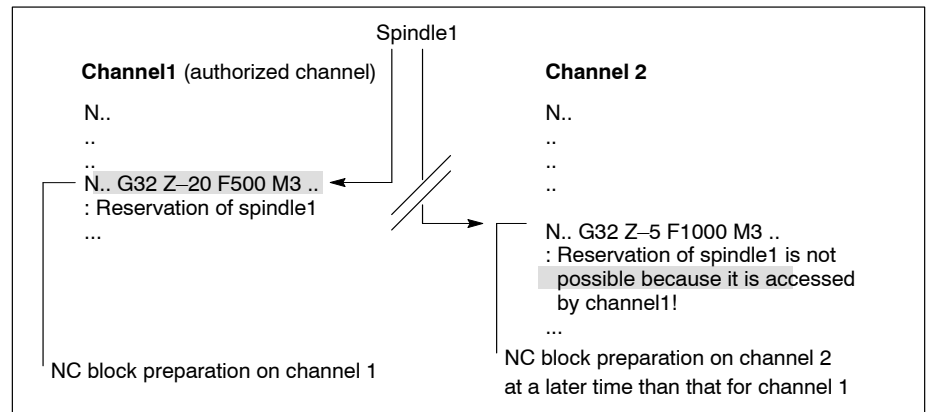 Spindle1
Channel1 (authorized channel)
N..
..
..
N.. G32 Z–20 F500 M3 ..
: Reservation of spindle1
...
NC block preparation on channel 1
Channel 2
N..
..
..
..
N.. G32 Z–5 F1000 M3 ..
: Reservation of spindle1 is not
possible because it is accessed
by channel1!
...
NC block preparation on channel 2
at a later time than that for channel 1